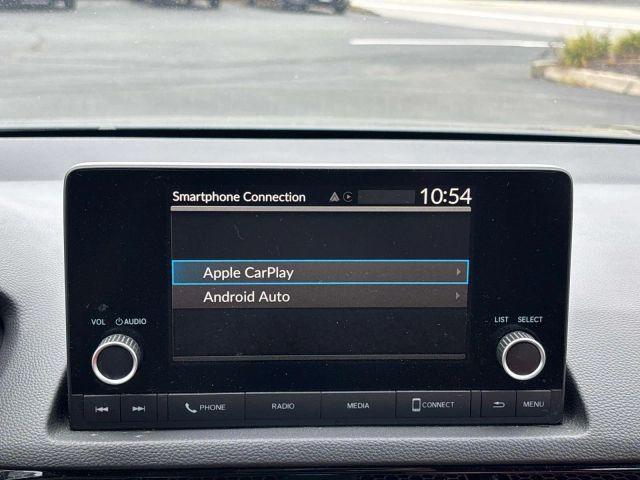 Smartphone Connection 10:54
Apple CarPlay
Android Auto
VOL AUDIO
LIST SELECT
PHONE RADIO MEDIA CONNECT MENU